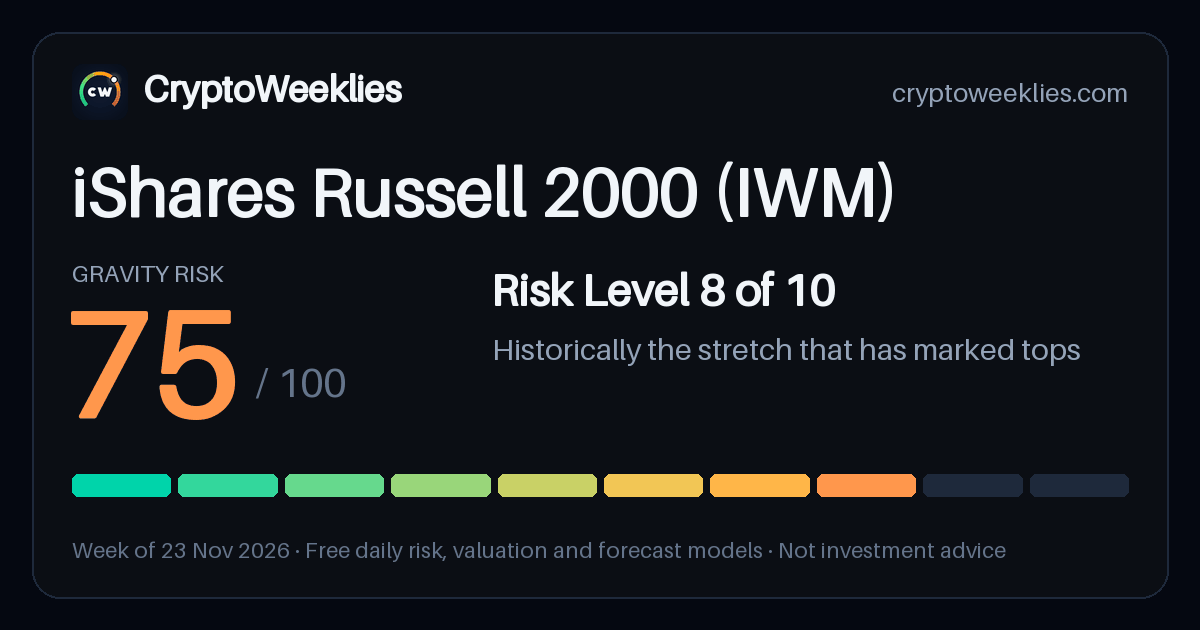 CW
CryptoWeeklies
cryptoweeklies.com
iShares Russell 2000 (IWM)
GRAVITY RISK
75 / 100
Risk Level 8 of 10
Historically the stretch that has marked tops
Week of 23 Nov 2026 · Free daily risk, valuation and forecast models · Not investment advice